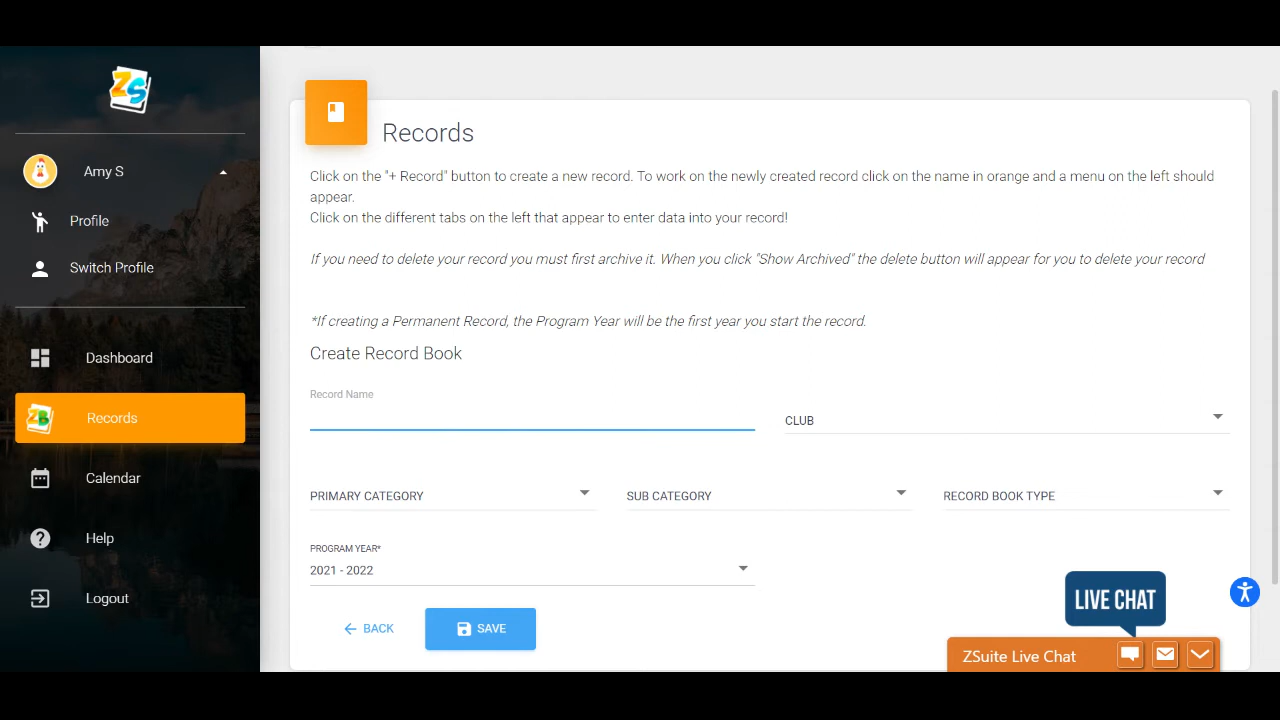 ZS
Amy S
Profile
Switch Profile
Dashboard
ZB
Records
Calendar
Help
Logout
Records
Click on the "+ Record" button to create a new record. To work on the newly created record click on the name in orange and a menu on the left should
appear.
Click on the different tabs on the left that appear to enter data into your record!
If you need to delete your record you must first archive it. When you click "Show Archived" the delete button will appear for you to delete your record
*If creating a Permanent Record, the Program Year will be the first year you start the record.
Create Record Book
Record Name
CLUB
PRIMARY CATEGORY
SUB CATEGORY
RECORD BOOK TYPE
PROGRAM YEAR*
2021 - 2022
BACK
SAVE
LIVE CHAT
ZSuite Live Chat